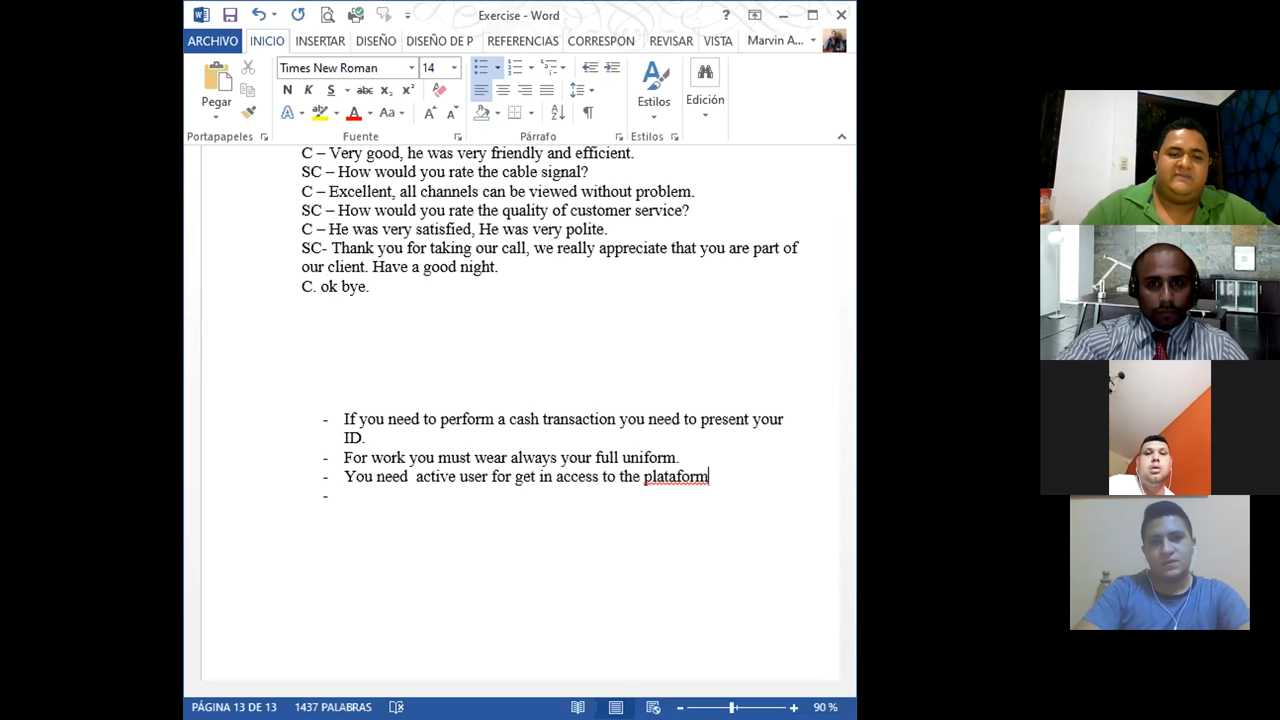 Exercise - Word
?
ARCHIVO INICIO INSERTAR DISEÑO DISEÑO DE P REFERENCIAS CORRESPON REVISAR VISTA Marvin A...
Pegar
Times New Roman 14
N K S abc x₂ x²
A ab A Aa A A
Estilos
Edición
Portapapeles Fuente Párrafo Estilos
C – Very good, he was very friendly and efficient.
SC – How would you rate the cable signal?
C – Excellent, all channels can be viewed without problem.
SC – How would you rate the quality of customer service?
C – He was very satisfied, He was very polite.
SC- Thank you for taking our call, we really appreciate that you are part of
our client. Have a good night.
C. ok bye.
- If you need to perform a cash transaction you need to present your
ID.
- For work you must wear always your full uniform.
- You need  active user for get in access to the plataform
-
PÁGINA 13 DE 13 1437 PALABRAS 90 %